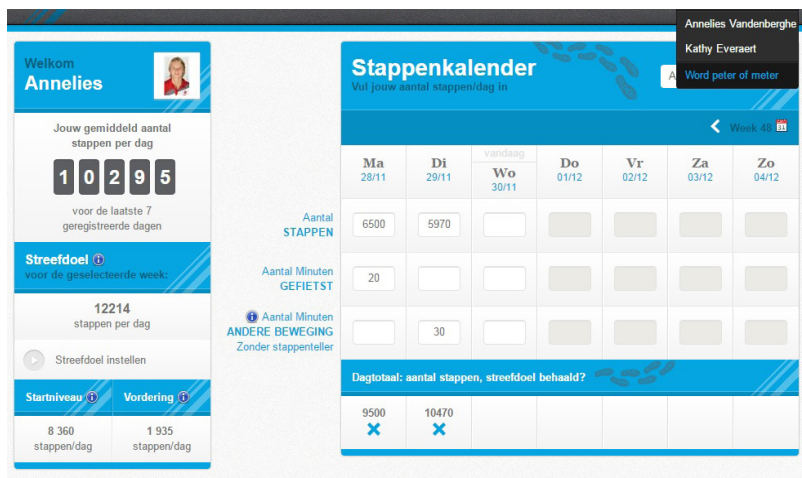 Annelies Vandenberghe
Kathy Everaert
Word peter of meter
Welkom
Annelies
Jouw gemiddeld aantal
stappen per dag
10295
voor de laatste 7
geregistreerde dagen
Streefdoel
voor de geselecteerde week:
12214
stappen per dag
Streefdoel instellen
Startniveau Vordering
8 360 1 935
stappen/dag stappen/dag
Stappenkalender
Vul jouw aantal stappen/dag in
A
Week 48 31
vandaag
Ma Di Wo Do Vr Za Zo
28/11 29/11 30/11 01/12 02/12 03/12 04/12
Aantal
STAPPEN
6500 5970
Aantal Minuten
GEFIETST
20
Aantal Minuten
ANDERE BEWEGING
Zonder stappenteller
30
Dagtotaal: aantal stappen, streefdoel behaald?
9500 10470